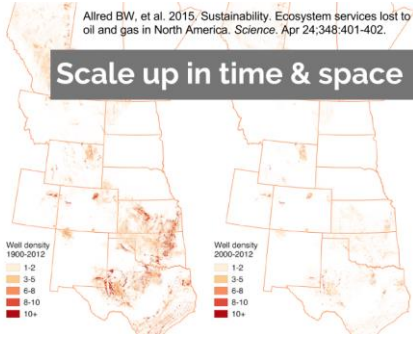 Allred BW, et al. 2015. Sustainability. Ecosystem services lost to
oil and gas in North America. Science. Apr 24;348:401-402.
Scale up in time & space
Well density
1900-2012
1-2
3-5
6-8
8-10
10+
Well density
2000-2012
1-2
3-5
6-8
8-10
10+